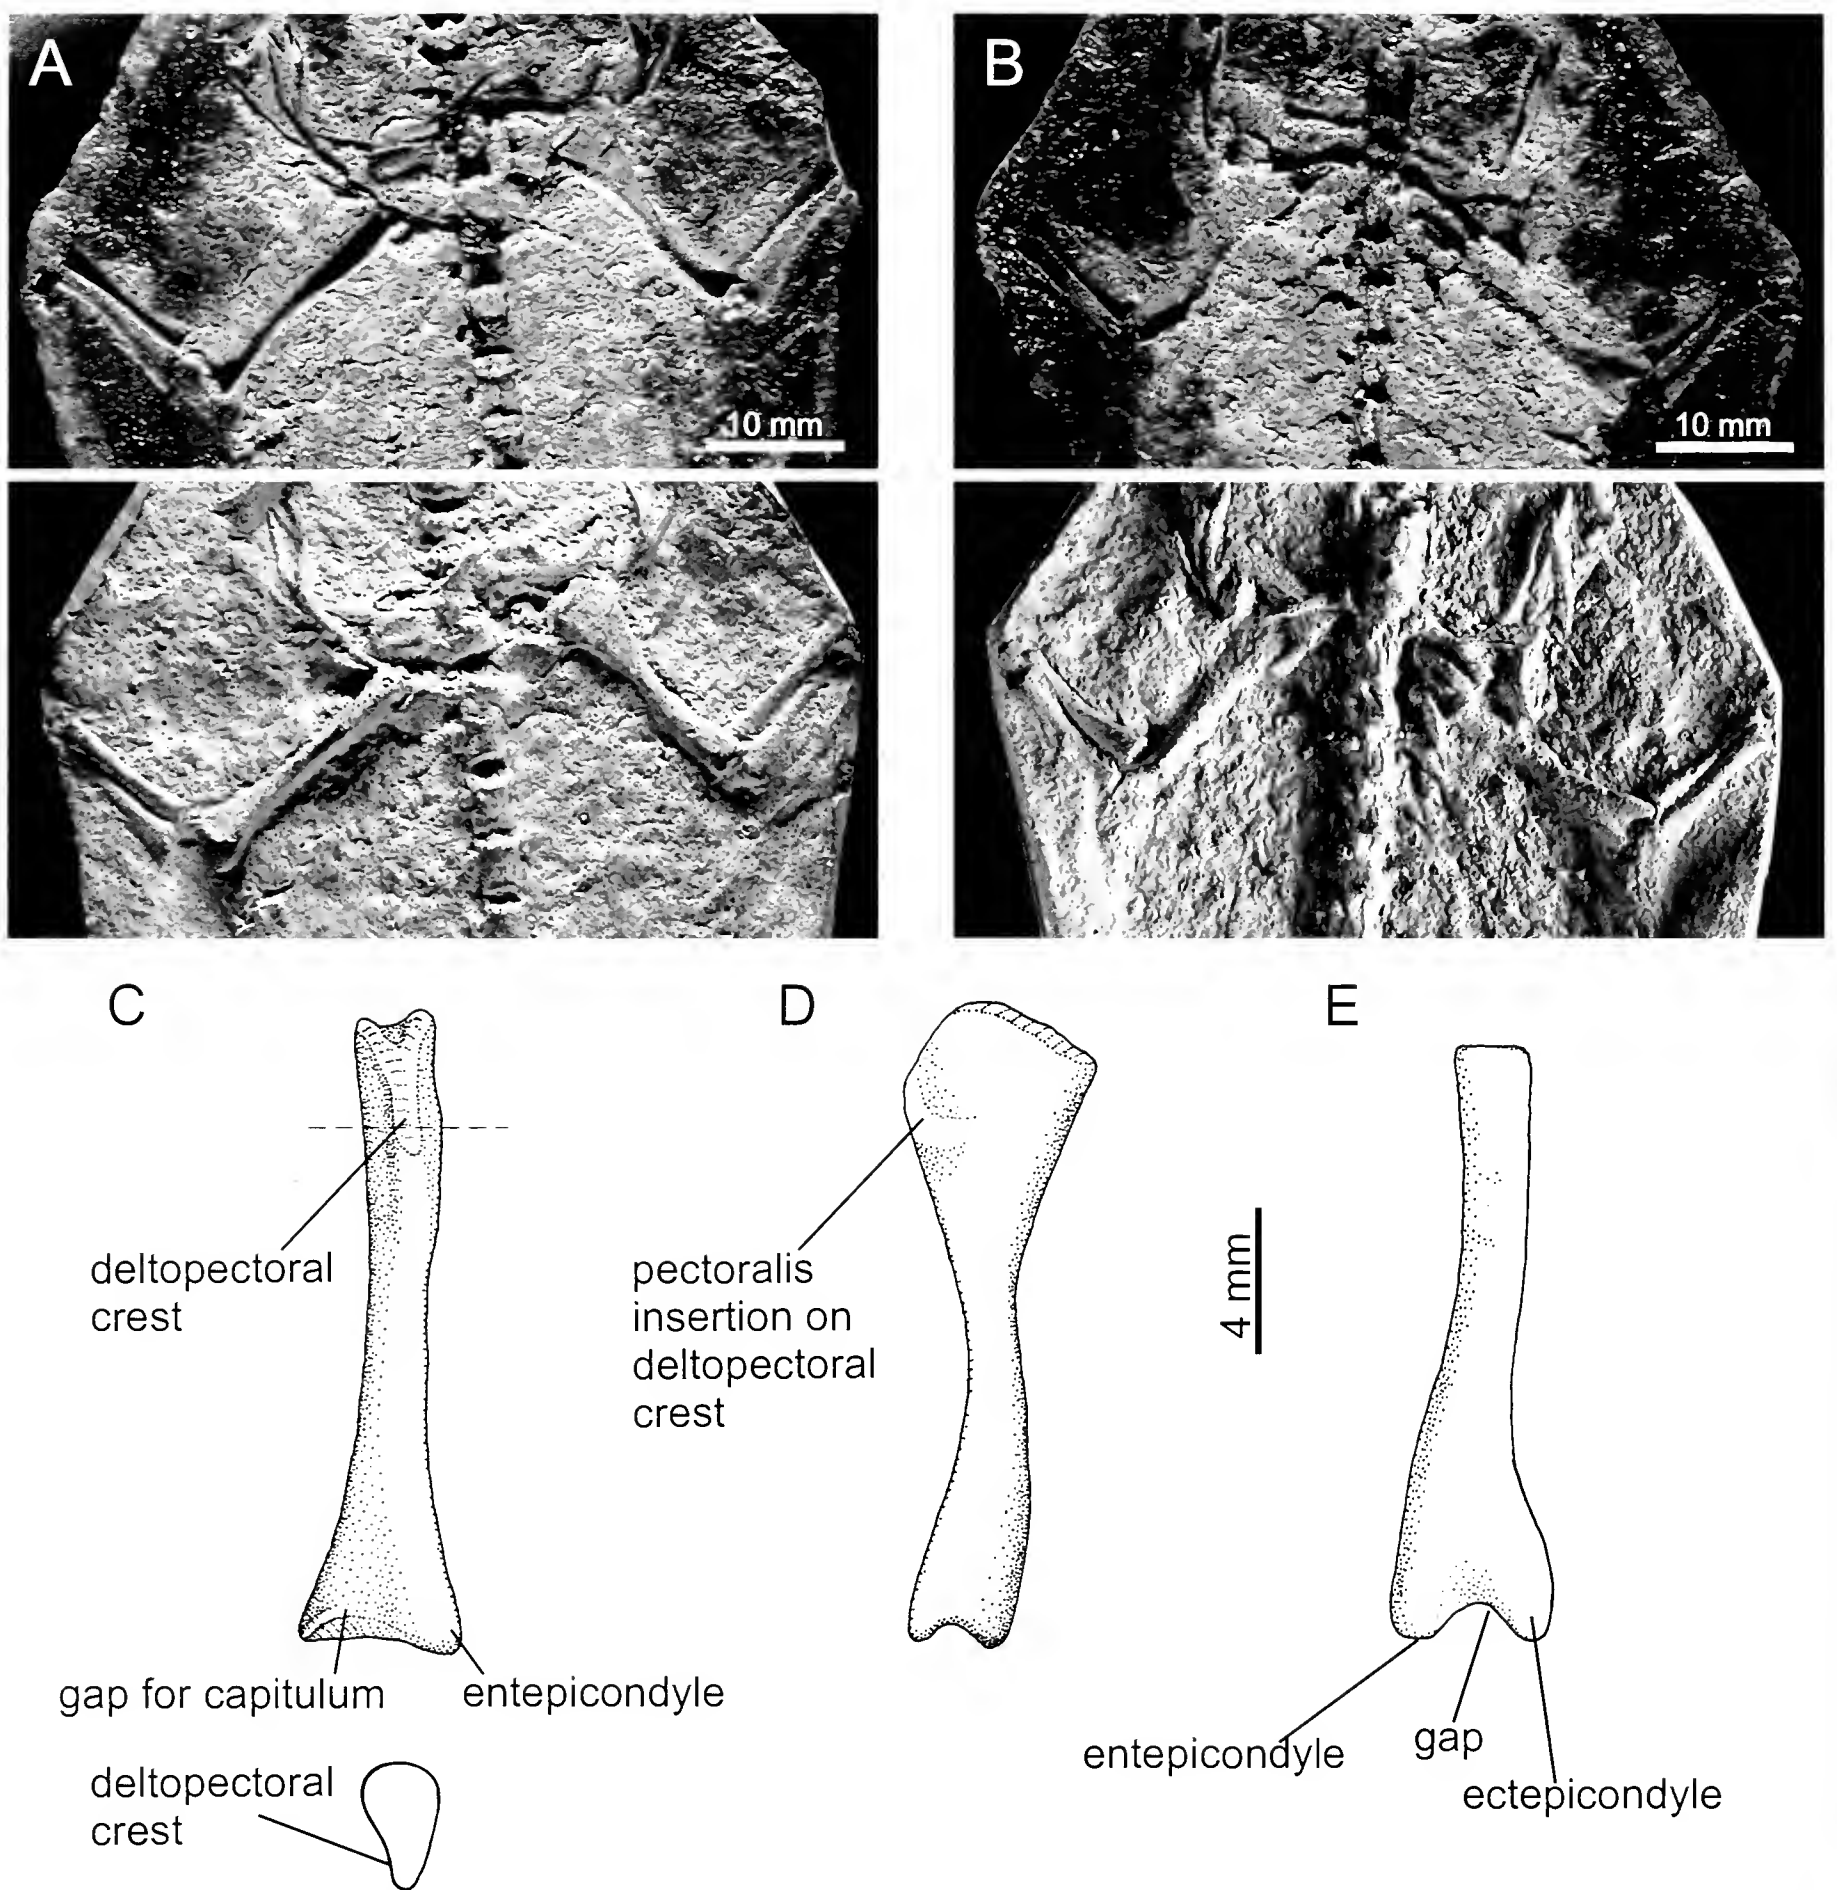 A
B
10 mm
10 mm
C
D
E
deltopectoral
crest
pectoralis
insertion on
deltopectoral
crest
4 mm
gap for capitulum
entepicondyle
entepicondyle
gap
ectepicondyle
deltopectoral
crest